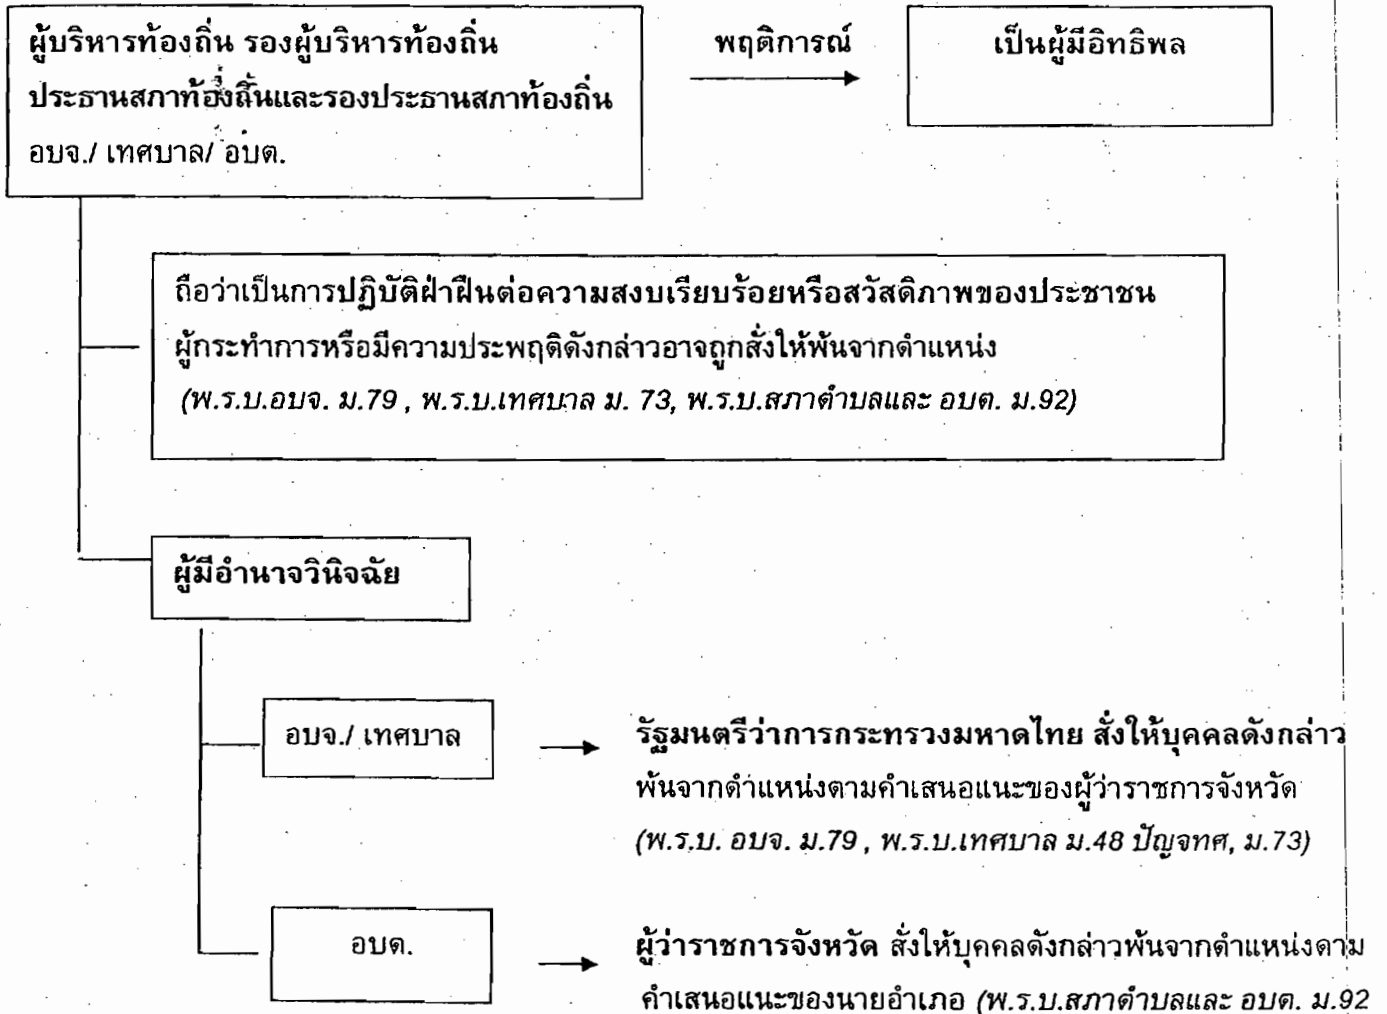 ผู้บริหารท้องถิ่น รองผู้บริหารท้องถิ่น
ประธานสภาท้องถิ่นและรองประธานสภาท้องถิ่น
อบจ./ เทศบาล/ อบต.
พฤติการณ์
เป็นผู้มีอิทธิพล
ถือว่าเป็นการปฏิบัติฝ่าฝืนต่อความสงบเรียบร้อยหรือสวัสดิภาพของประชาชน
ผู้กระทำการหรือมีความประพฤติดังกล่าวอาจถูกสั่งให้พ้นจากตำแหน่ง
(พ.ร.บ.อบจ. ม.79 , พ.ร.บ.เทศบาล ม. 73, พ.ร.บ.สภาตำบลและ อบต. ม.92)
ผู้มีอำนาจวินิจฉัย
อบจ./ เทศบาล
รัฐมนตรีว่าการกระทรวงมหาดไทย สั่งให้บุคคลดังกล่าว
พ้นจากตำแหน่งตามคำเสนอแนะของผู้ว่าราชการจังหวัด
(พ.ร.บ. อบจ. ม.79 , พ.ร.บ.เทศบาล ม.48 ปัญจทศ, ม.73)
อบต.
ผู้ว่าราชการจังหวัด สั่งให้บุคคลดังกล่าวพ้นจากตำแหน่งตาม
คำเสนอแนะของนายอำเภอ (พ.ร.บ.สภาตำบลและ อบต. ม.92